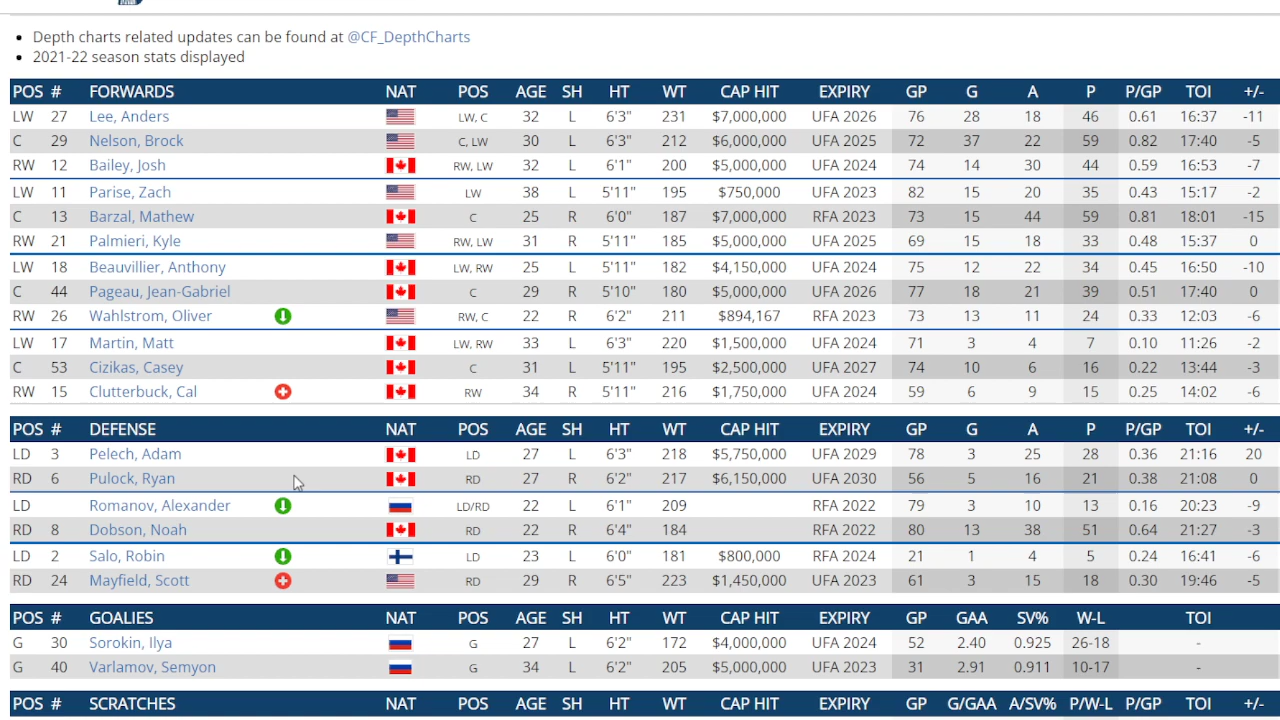 Depth charts related updates can be found at @CF_DepthCharts
2021-22 season stats displayed
POS # FORWARDS NAT POS AGE SH HT WT CAP HIT EXPIRY GP G A P P/GP TOI +/-
LW 27 Lee, Anders LW, C 32 L 6'3" 231 $7,000,000 UFA 2026 76 28 18 46 0.61 16:37 -11
C 29 Nelson, Brock C, LW 30 L 6'3" 212 $6,000,000 UFA 2025 72 37 22 59 0.82 17:40 -5
RW 12 Bailey, Josh RW, LW 32 L 6'1" 200 $5,000,000 UFA 2024 74 14 30 44 0.59 16:53 -7
LW 11 Parise, Zach LW 38 L 5'11" 195 $750,000 UFA 2023 82 15 20 35 0.43 15:17 -2
C 13 Barzal, Mathew C 25 R 6'0" 187 $7,000,000 RFA 2023 73 15 44 59 0.81 18:01 -15
RW 21 Palmieri, Kyle RW, LW 31 R 5'11" 185 $5,000,000 UFA 2025 69 15 18 33 0.48 15:37 0
LW 18 Beauvillier, Anthony LW, RW 25 L 5'11" 182 $4,150,000 UFA 2024 75 12 22 34 0.45 16:50 -10
C 44 Pageau, Jean-Gabriel C 29 R 5'10" 180 $5,000,000 UFA 2026 77 18 21 39 0.51 17:40 0
RW 26 Wahlstrom, Oliver RW, C 22 R 6'2" 211 $894,167 RFA 2023 73 13 11 24 0.33 12:03 -6
LW 17 Martin, Matt LW, RW 33 L 6'3" 220 $1,500,000 UFA 2024 71 3 4 7 0.10 11:26 -2
C 53 Cizikas, Casey C 31 L 5'11" 195 $2,500,000 UFA 2027 74 10 6 16 0.22 13:44 -3
RW 15 Clutterbuck, Cal RW 34 R 5'11" 216 $1,750,000 UFA 2024 59 6 9 15 0.25 14:02 -6
POS # DEFENSE NAT POS AGE SH HT WT CAP HIT EXPIRY GP G A P P/GP TOI +/-
LD 3 Pelech, Adam LD 27 L 6'3" 218 $5,750,000 UFA 2029 78 3 25 28 0.36 21:16 20
RD 6 Pulock, Ryan RD 27 R 6'2" 217 $6,150,000 UFA 2030 56 5 16 21 0.38 21:08 0
LD Romanov, Alexander LD/RD 22 L 6'1" 209 RFA 2022 79 3 10 13 0.16 20:23 -9
RD 8 Dobson, Noah RD 22 R 6'4" 184 RFA 2022 80 13 38 51 0.64 21:27 -3
LD 2 Salo, Robin LD 23 L 6'0" 181 $800,000 RFA 2024 21 1 4 5 0.24 16:41 -6
RD 24 Mayfield, Scott RD 29 R 6'5" 223 $1,450,000 UFA 2023 61 3 15 18 0.30 19:46 -5
POS # GOALIES NAT POS AGE SH HT WT CAP HIT EXPIRY GP GAA SV% W-L TOI
G 30 Sorokin, Ilya G 27 L 6'2" 172 $4,000,000 UFA 2024 52 2.40 0.925 26-18 -
G 40 Varlamov, Semyon G 34 L 6'2" 205 $5,000,000 UFA 2023 31 2.91 0.911 10-17 -
POS # SCRATCHES NAT POS AGE SH HT WT CAP HIT EXPIRY GP G/GAA A/SV% P/W-L P/GP TOI +/-